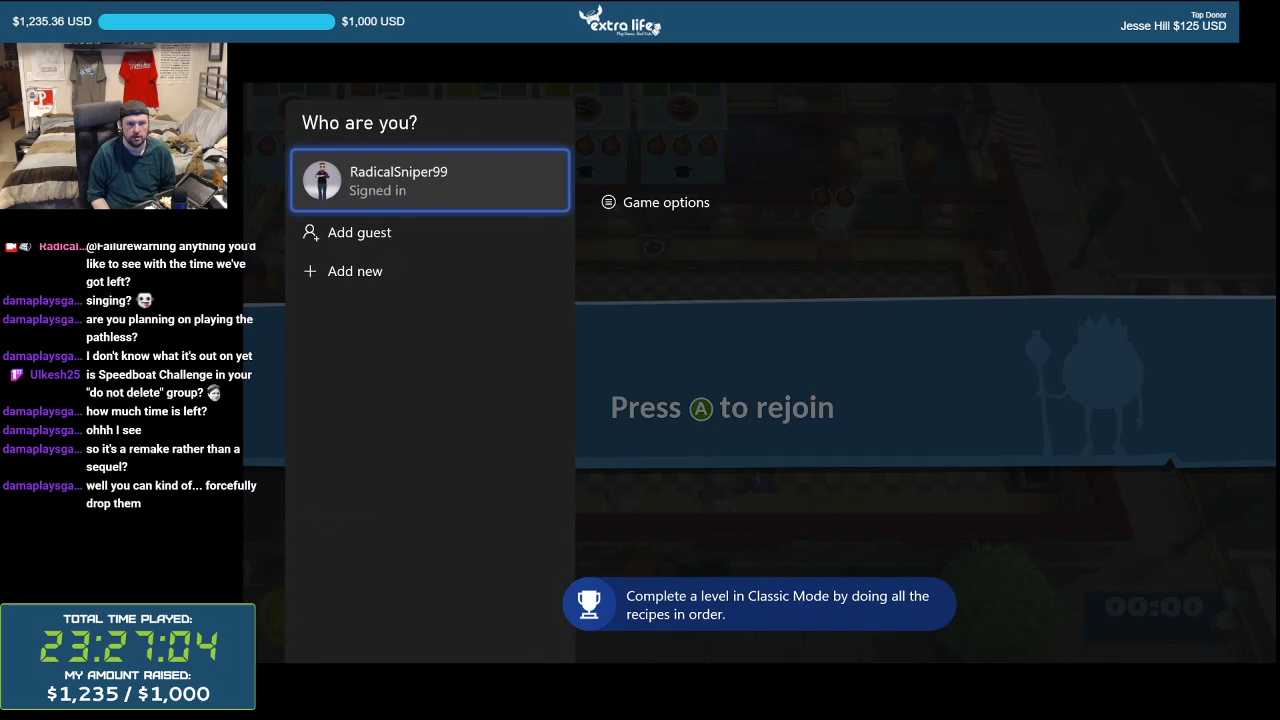 $1,235.36 USD
$1,000 USD
extra life
Play Games. Heal Kids.
Top Donor
Jesse Hill $125 USD
Who are you?
RadicalSniper99
Signed in
Add guest
Add new
Game options
Radical... @Failurewarning anything you'd
like to see with the time we've
got left?
damaplaysga... singing?
damaplaysga... are you planning on playing the
pathless?
damaplaysga... I don't know what it's out on yet
Ulkesh25 is Speedboat Challenge in your
"do not delete" group?
damaplaysga... how much time is left?
damaplaysga... ohhh I see
damaplaysga... so it's a remake rather than a
sequel?
damaplaysga... well you can kind of... forcefully
drop them
Press A to rejoin
Complete a level in Classic Mode by doing all the
recipes in order.
00:00
TOTAL TIME PLAYED:
23:27:04
MY AMOUNT RAISED:
$1,235 / $1,000